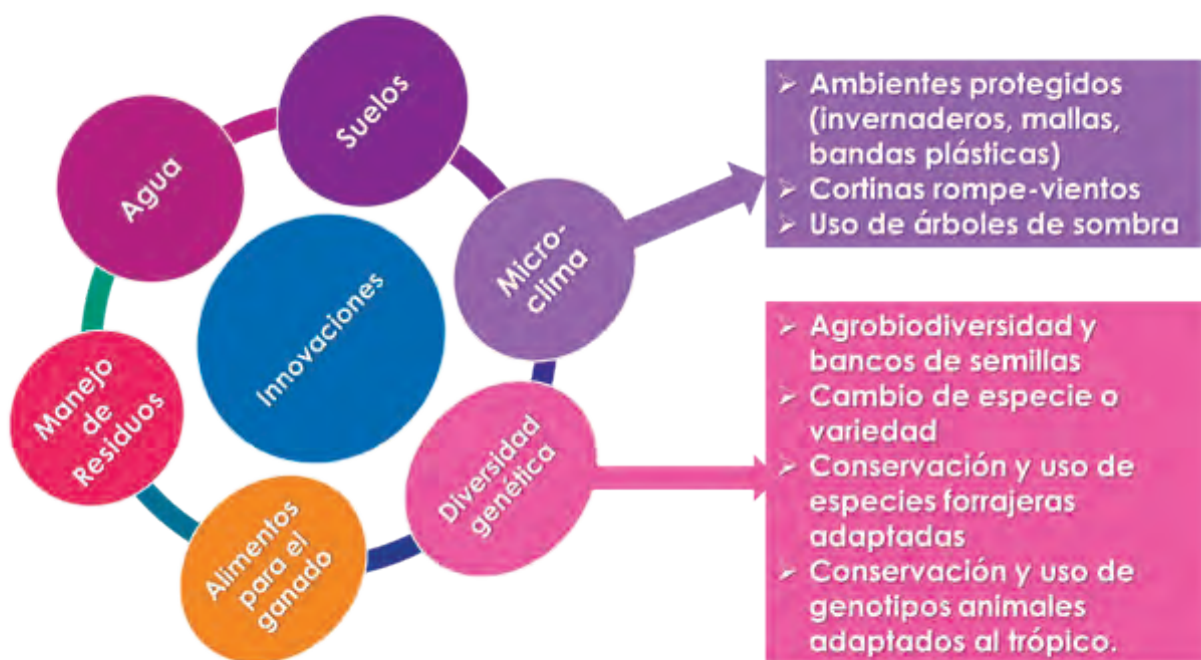 Suelos
Agua
Micro-
clima
Innovaciones
Manejo
de
Residuos
Diversidad
genética
Alimentos
para el
ganado
➢ Ambientes protegidos
(invernaderos, mallas,
bandas plásticas)
➢ Cortinas rompe-vientos
➢ Uso de árboles de sombra
➢ Agrobiodiversidad y
bancos de semillas
➢ Cambio de especie o
variedad
➢ Conservación y uso de
especies forrajeras
adaptadas
➢ Conservación y uso de
genotipos animales
adaptados al trópico.